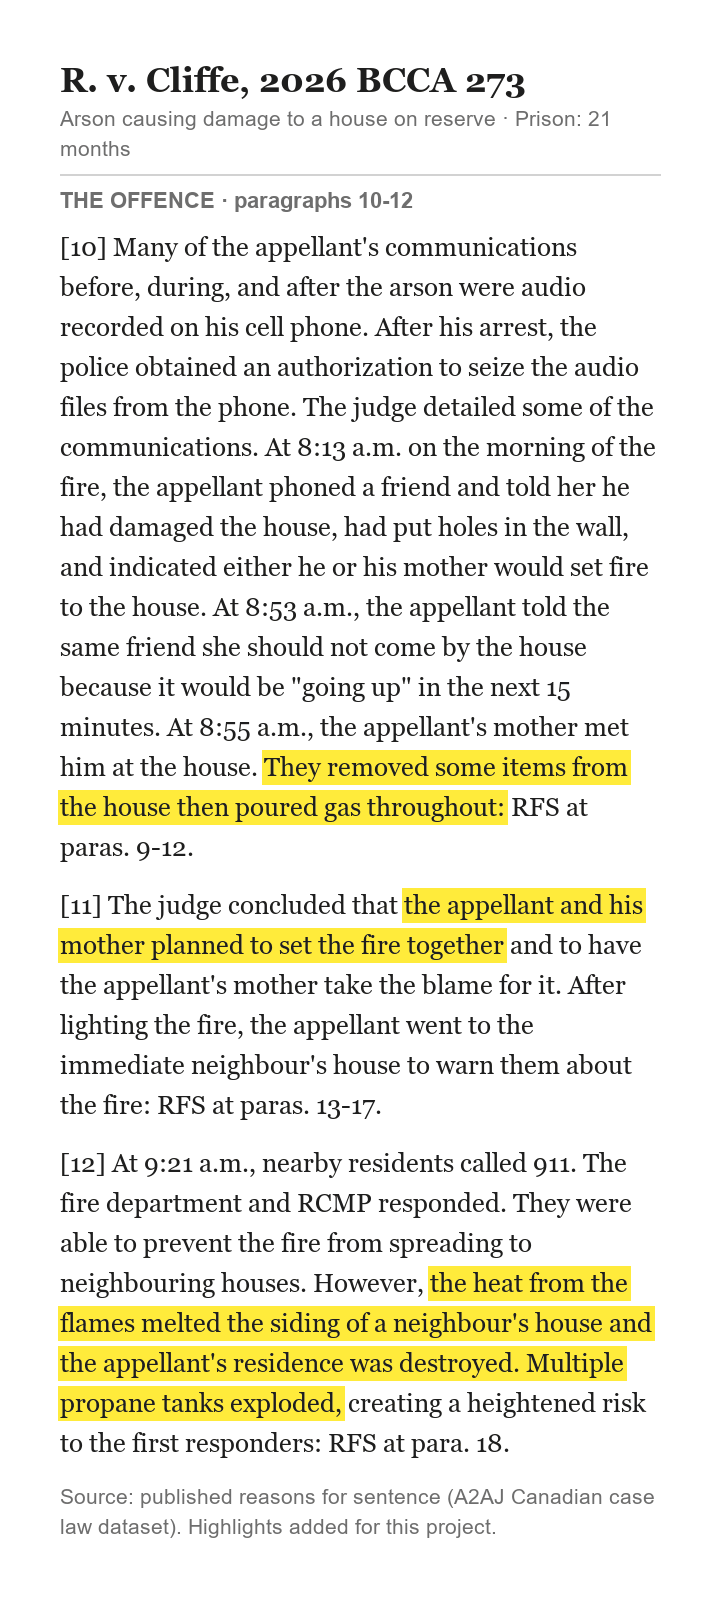 R. v. Cliffe, 2026 BCCA 273
Arson causing damage to a house on reserve · Prison: 21
months
THE OFFENCE · paragraphs 10-12
[10] Many of the appellant's communications
before, during, and after the arson were audio
recorded on his cell phone. After his arrest, the
police obtained an authorization to seize the audio
files from the phone. The judge detailed some of the
communications. At 8:13 a.m. on the morning of the
fire, the appellant phoned a friend and told her he
had damaged the house, had put holes in the wall,
and indicated either he or his mother would set fire
to the house. At 8:53 a.m., the appellant told the
same friend she should not come by the house
because it would be "going up" in the next 15
minutes. At 8:55 a.m., the appellant's mother met
him at the house. They removed some items from
the house then poured gas throughout: RFS at
paras. 9-12.
[11] The judge concluded that the appellant and his
mother planned to set the fire together and to have
the appellant's mother take the blame for it. After
lighting the fire, the appellant went to the
immediate neighbour's house to warn them about
the fire: RFS at paras. 13-17.
[12] At 9:21 a.m., nearby residents called 911. The
fire department and RCMP responded. They were
able to prevent the fire from spreading to
neighbouring houses. However, the heat from the
flames melted the siding of a neighbour's house and
the appellant's residence was destroyed. Multiple
propane tanks exploded, creating a heightened risk
to the first responders: RFS at para. 18.
Source: published reasons for sentence (A2AJ Canadian case
law dataset). Highlights added for this project.